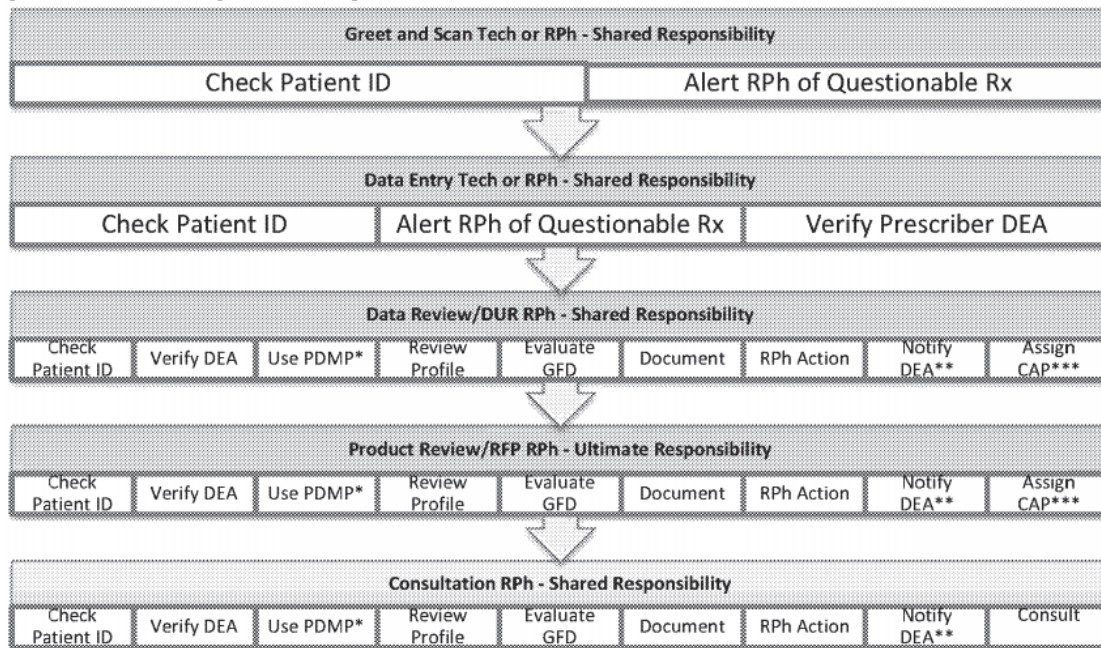 Greet and Scan Tech or RPh - Shared Responsibility
Check Patient ID
Alert RPh of Questionable Rx
Data Entry Tech or RPh - Shared Responsibility
Check Patient ID
Alert RPh of Questionable Rx
Verify Prescriber DEA
Data Review/DUR RPh - Shared Responsibility
Check
Patient ID
Verify DEA
Use PDMP*
Review
Profile
Evaluate
GFD
Document
RPh Action
Notify
DEA**
Assign
CAP***
Product Review/RFP RPh - Ultimate Responsibility
Check
Patient ID
Verify DEA
Use PDMP*
Review
Profile
Evaluate
GFD
Document
RPh Action
Notify
DEA**
Assign
CAP***
Consultation RPh - Shared Responsibility
Check
Patient ID
Verify DEA
Use PDMP*
Review
Profile
Evaluate
GFD
Document
RPh Action
Notify
DEA**
Consult